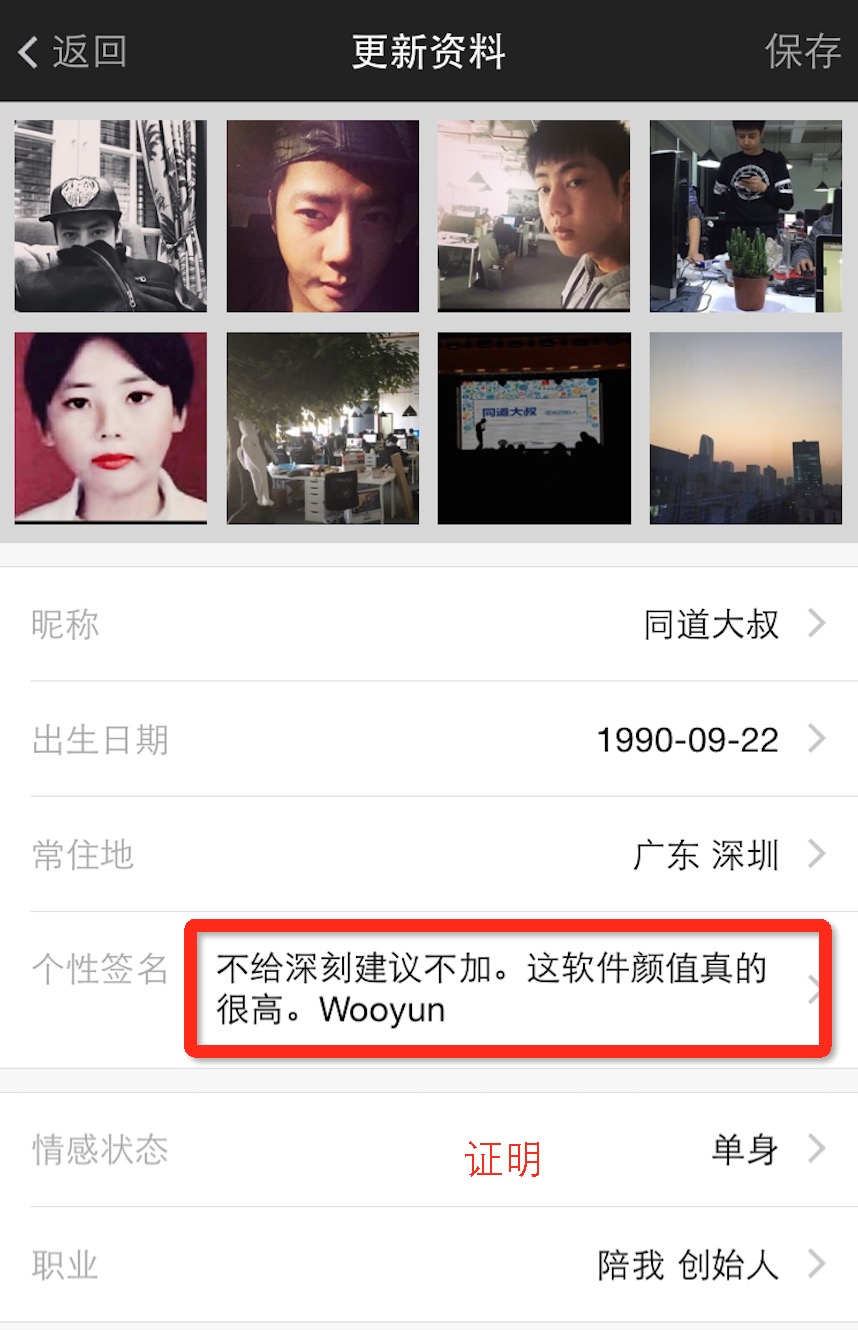 返回
更新资料
保存
同道大叔
昵称
同道大叔
出生日期
1990-09-22
常住地
广东 深圳
个性签名
不给深刻建议不加。这软件颜值真的
很高。Wooyun
情感状态
证明
单身
职业
陪我 创始人